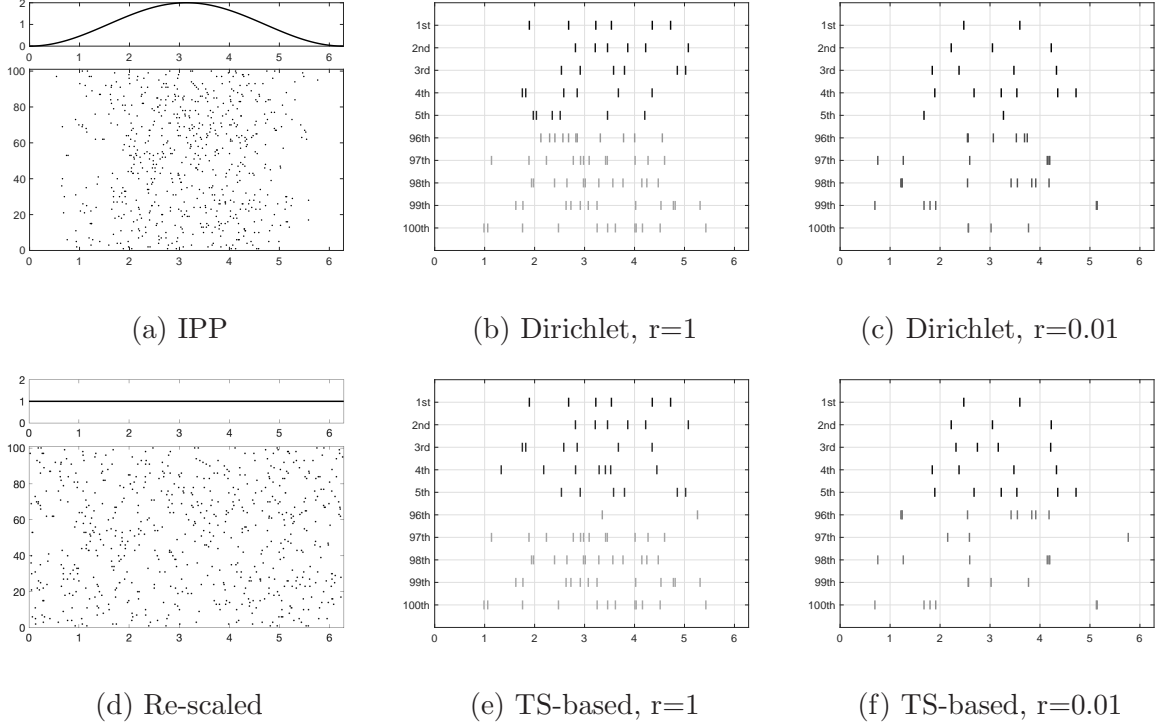 2
1
0
0 1 2 3 4 5 6
100
80
60
40
20
0
0 1 2 3 4 5 6
(a) IPP
1st
2nd
3rd
4th
5th
96th
97th
98th
99th
100th
0 1 2 3 4 5 6
(b) Dirichlet, r=1
1st
2nd
3rd
4th
5th
96th
97th
98th
99th
100th
0 1 2 3 4 5 6
(c) Dirichlet, r=0.01
2
1
0
0 1 2 3 4 5 6
100
80
60
40
20
0
0 1 2 3 4 5 6
(d) Re-scaled
1st
2nd
3rd
4th
5th
96th
97th
98th
99th
100th
0 1 2 3 4 5 6
(e) TS-based, r=1
1st
2nd
3rd
4th
5th
96th
97th
98th
99th
100th
0 1 2 3 4 5 6
(f) TS-based, r=0.01